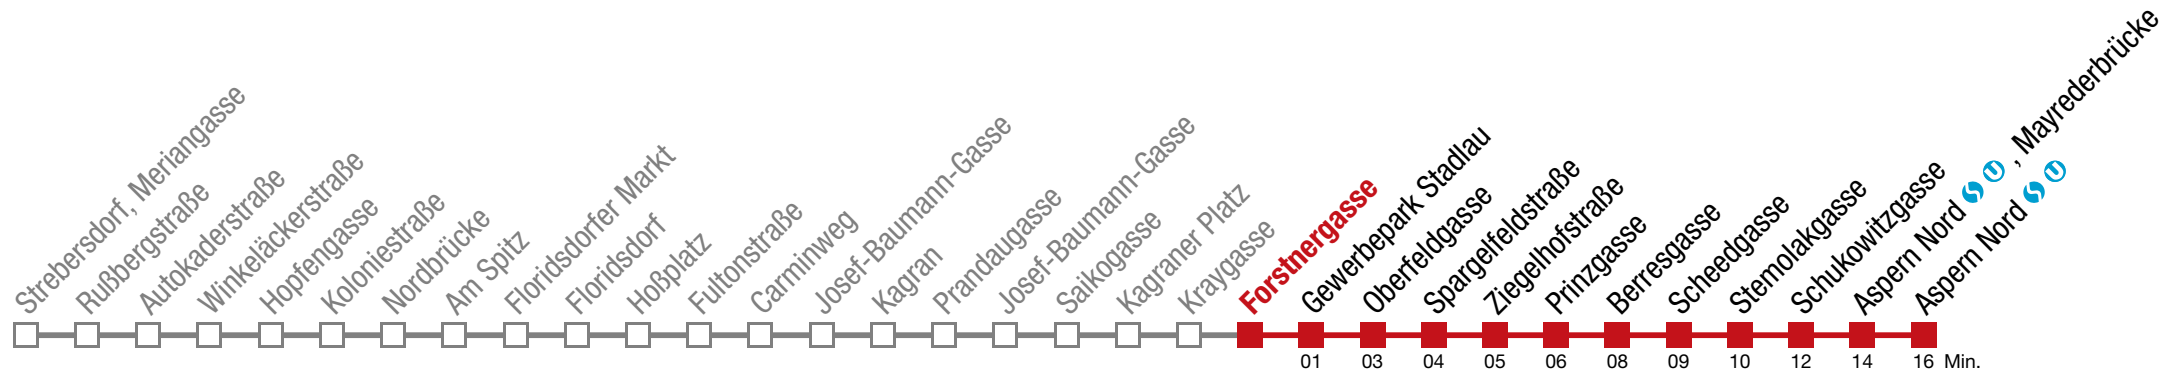 Strebersdorf, Meriangasse
Rußbergstraße
Autokaderstraße
Winkeläckerstraße
Hopfengasse
Koloniestraße
Nordbrücke
Am Spitz
Floridsdorfer Markt
Floridsdorf
Hoßplatz
Fultonstraße
Carminweg
Josef-Baumann-Gasse
Kagran
Prandaugasse
Josef-Baumann-Gasse
Saikogasse
Kagraner Platz
Kraygasse
Forstnergasse
Gewerbepark Stadlau
Oberfeldgasse
Spargelfeldstraße
Ziegelhofstraße
Prinzgasse
Berresgasse
Scheedgasse
Stemolakgasse
Schukowitzgasse
Aspern Nord S U , Mayrederbrücke
Aspern Nord S U
01 03 04 05 06 08 09 10 12 14 16 Min.